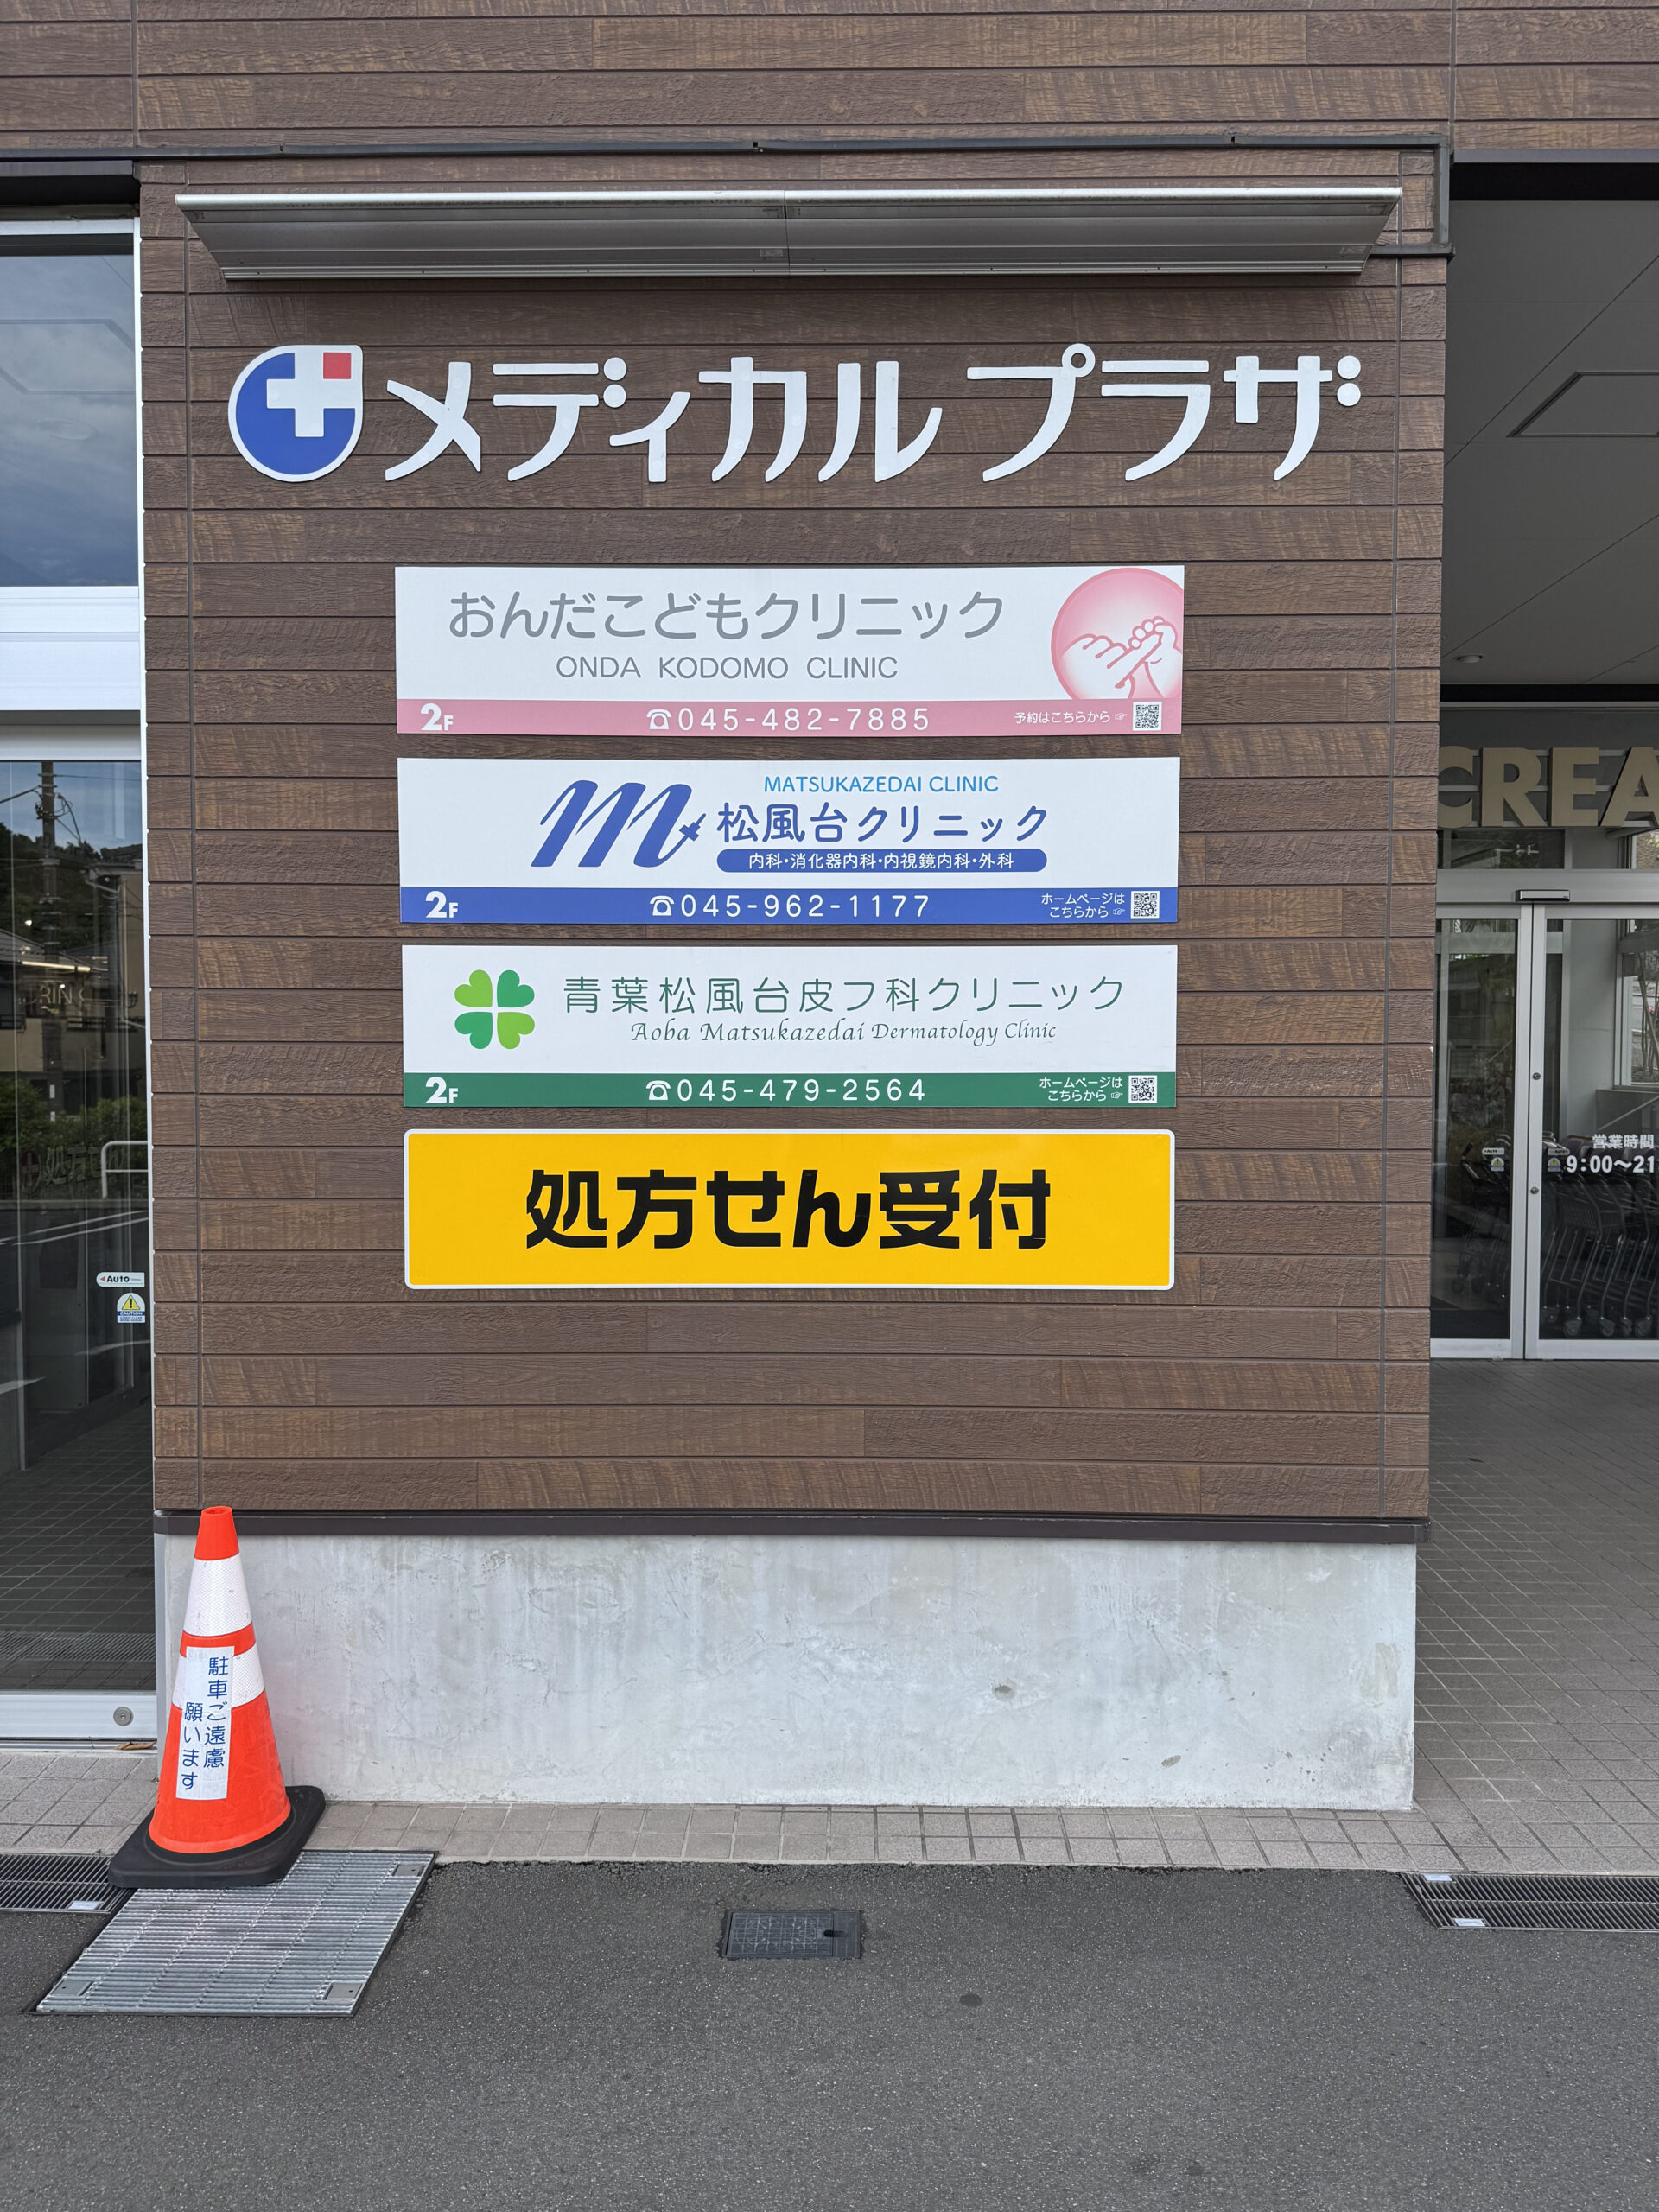 メディカル プラザ
おんだこどもクリニック
ONDA KODOMO CLINIC
2F ☎045-482-7885 予約はこちらから☞
MATSUKAZEDAI CLINIC
松風台クリニック
内科・消化器内科・内視鏡内科・外科
2F ☎045-962-1177 ホームページは
こちらから☞
青葉松風台皮フ科クリニック
Aoba Matsukazedai Dermatology Clinic
2F ☎045-479-2564 ホームページは
こちらから☞
処方せん受付
CREA
営業時間
9:00〜21
Auto
CAUTION
駐車ご遠慮
願います